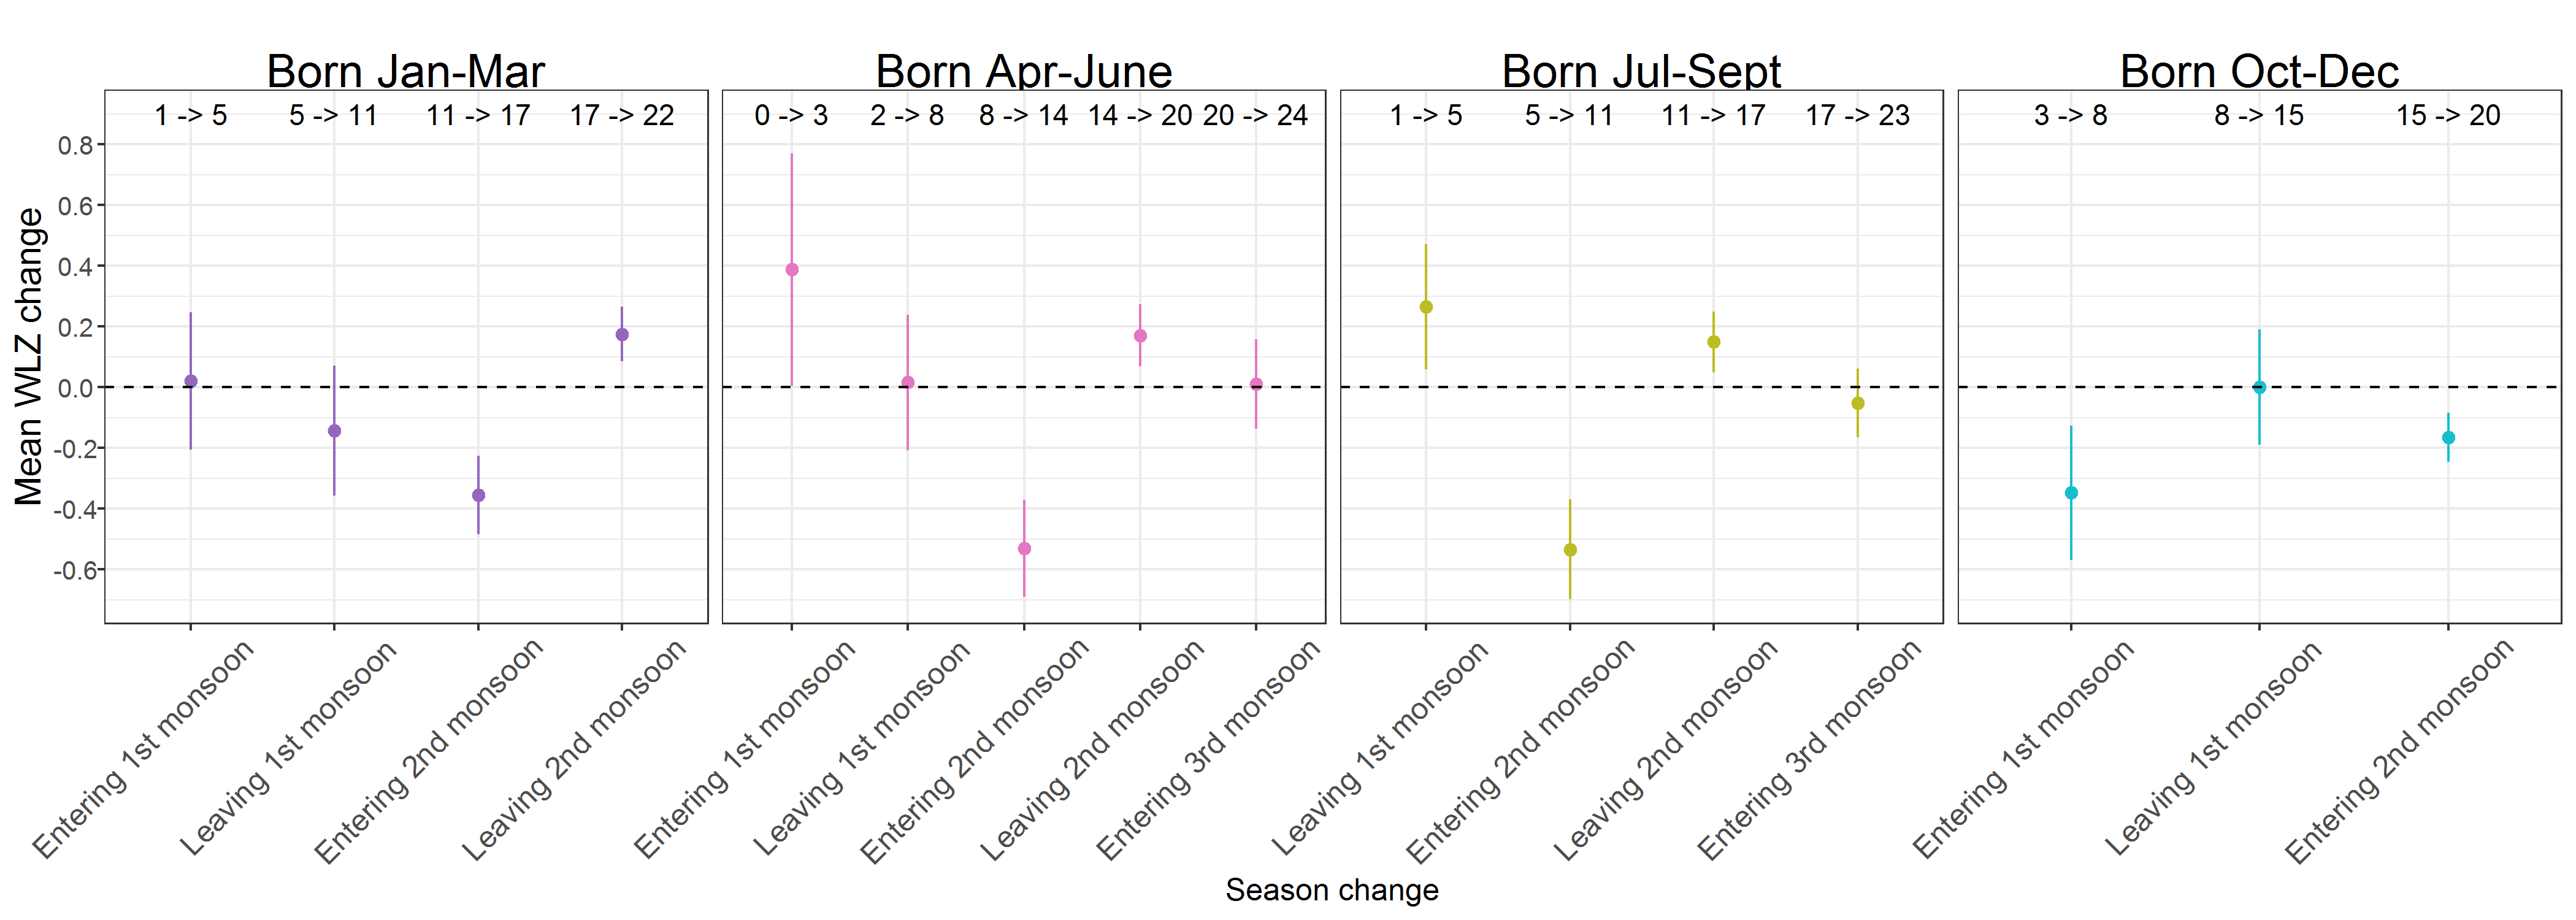 Born Jan-Mar
Born Apr-June
Born Jul-Sept
Born Oct-Dec
1 -> 5
5 -> 11
11 -> 17
17 -> 22
0 -> 3
2 -> 8
8 -> 14
14 -> 20
20 -> 24
1 -> 5
5 -> 11
11 -> 17
17 -> 23
3 -> 8
8 -> 15
15 -> 20
Mean WLZ change
0.8
0.6
0.4
0.2
0.0
-0.2
-0.4
-0.6
Entering 1st monsoon
Leaving 1st monsoon
Entering 2nd monsoon
Leaving 2nd monsoon
Entering 1st monsoon
Leaving 1st monsoon
Entering 2nd monsoon
Leaving 2nd monsoon
Entering 3rd monsoon
Leaving 1st monsoon
Entering 2nd monsoon
Leaving 2nd monsoon
Entering 3rd monsoon
Entering 1st monsoon
Leaving 1st monsoon
Entering 2nd monsoon
Season change